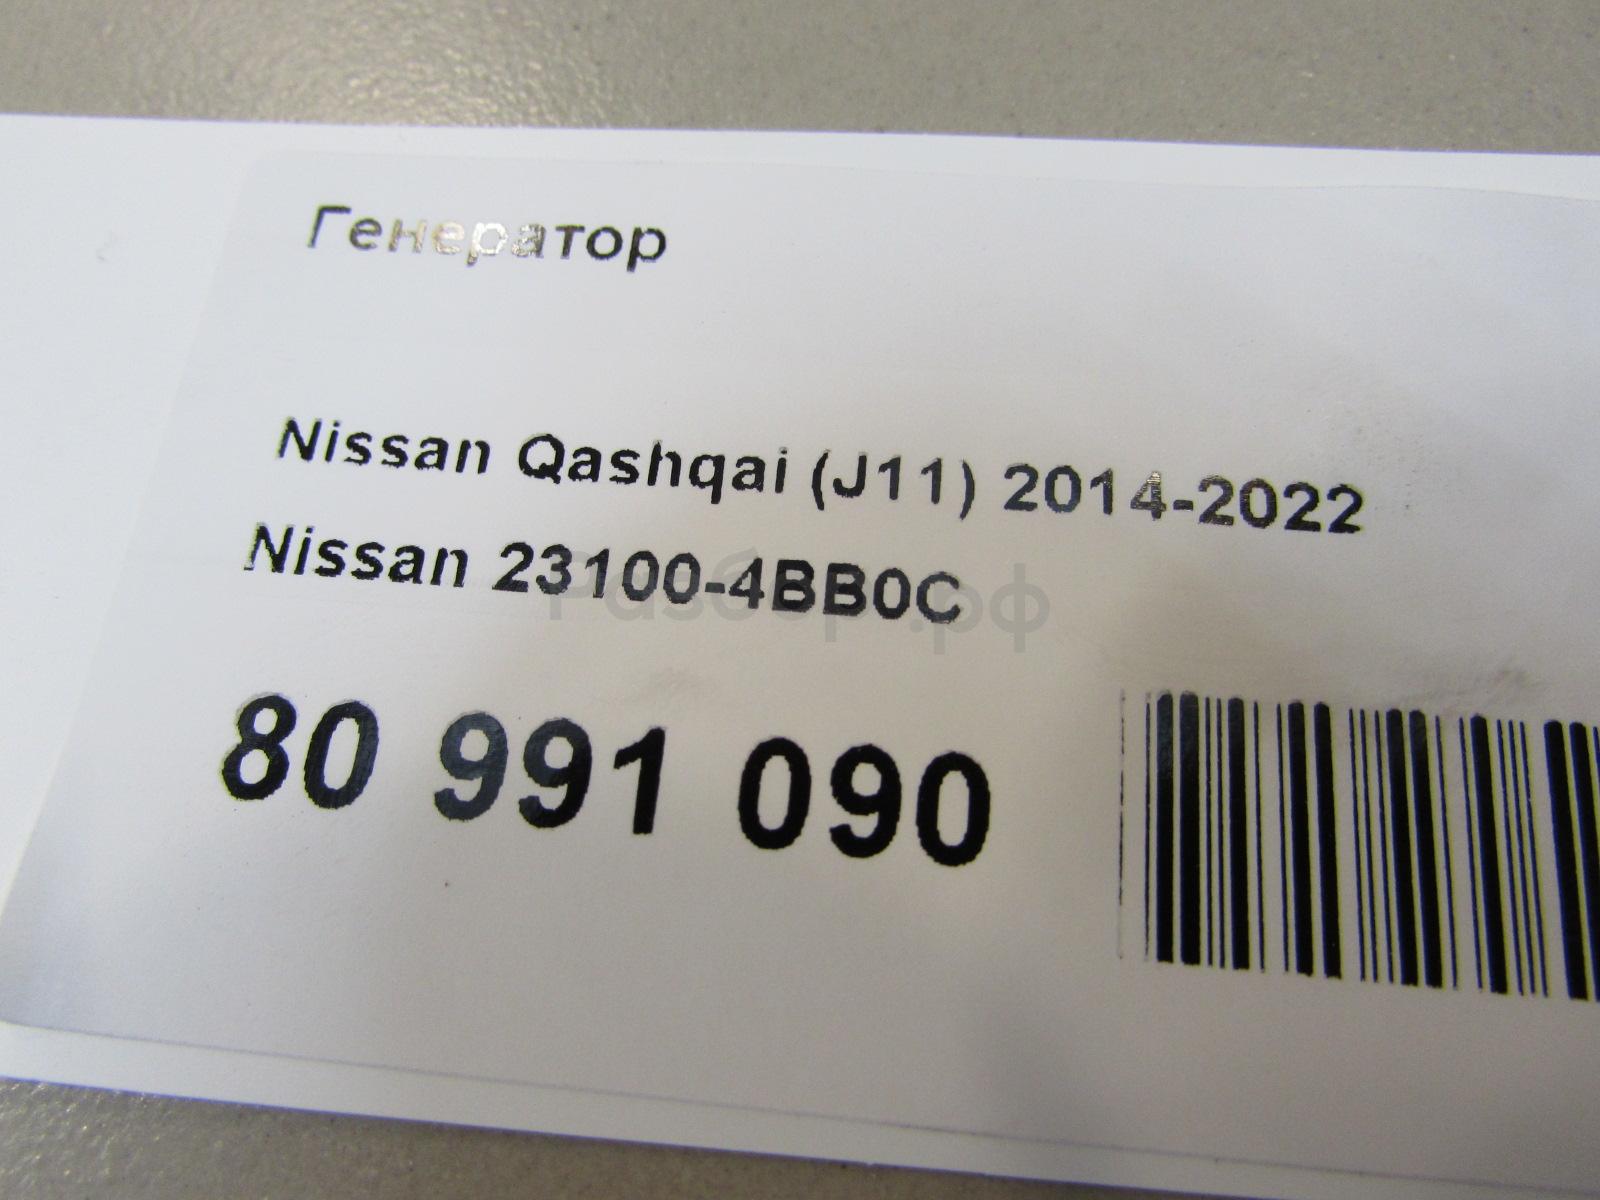 Генератор
Nissan Qashqai (J11) 2014-2022
Nissan 23100-4BB0C
Разбор.рф
80 991 090